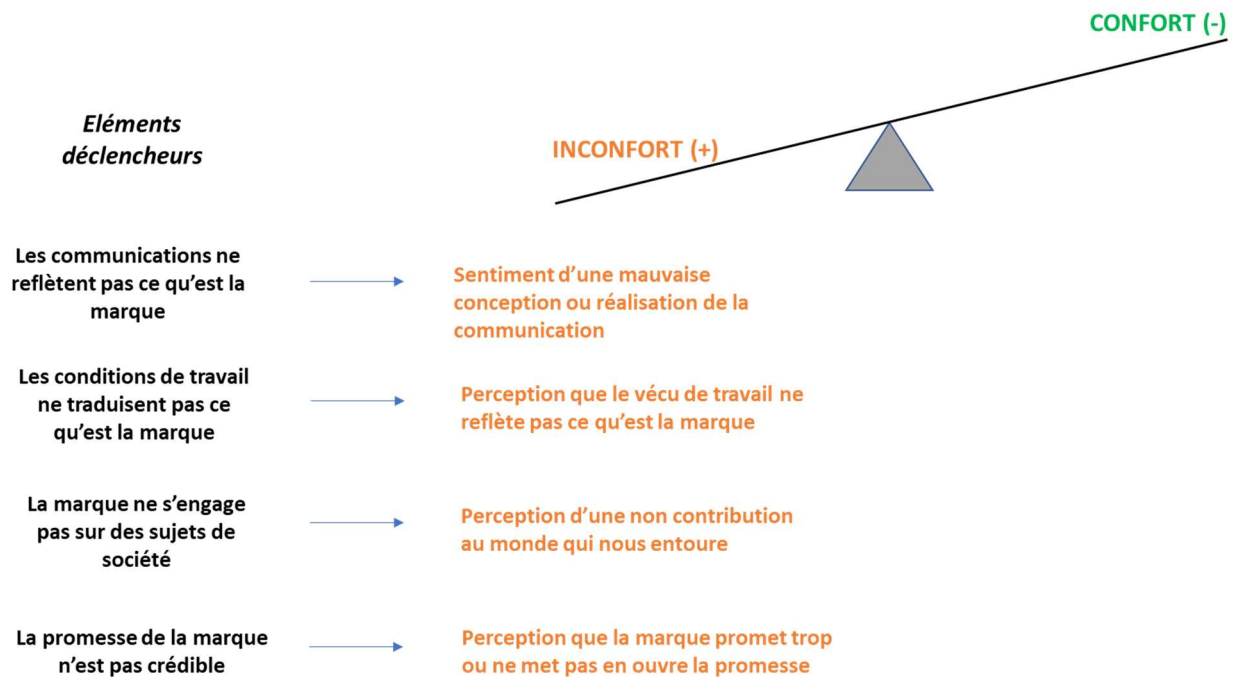 CONFORT (-)
Eléments
déclencheurs
INCONFORT (+)
Les communications ne
reflètent pas ce qu'est la
marque
Sentiment d'une mauvaise
conception ou réalisation de la
communication
Les conditions de travail
ne traduisent pas ce
qu'est la marque
Perception que le vécu de travail ne
reflète pas ce qu'est la marque
La marque ne s'engage
pas sur des sujets de
société
Perception d'une non contribution
au monde qui nous entoure
La promesse de la marque
n'est pas crédible
Perception que la marque promet trop
ou ne met pas en ouvre la promesse